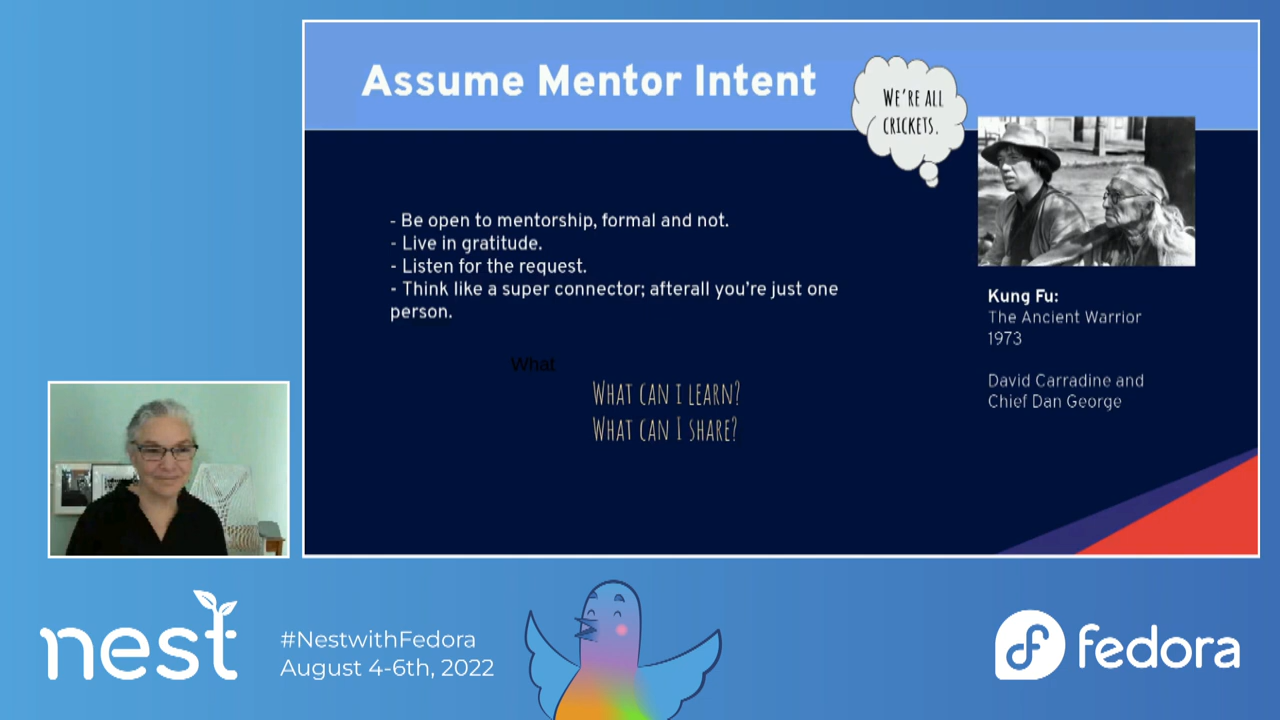 Assume Mentor Intent
WE'RE ALL
CRICKETS.
- Be open to mentorship, formal and not.
- Live in gratitude.
- Listen for the request.
- Think like a super connector; afterall you're just one
person.
What
WHAT CAN I LEARN?
WHAT CAN I SHARE?
Kung Fu:
The Ancient Warrior
1973
David Carradine and
Chief Dan George
nest
#NestwithFedora
August 4-6th, 2022
fedora